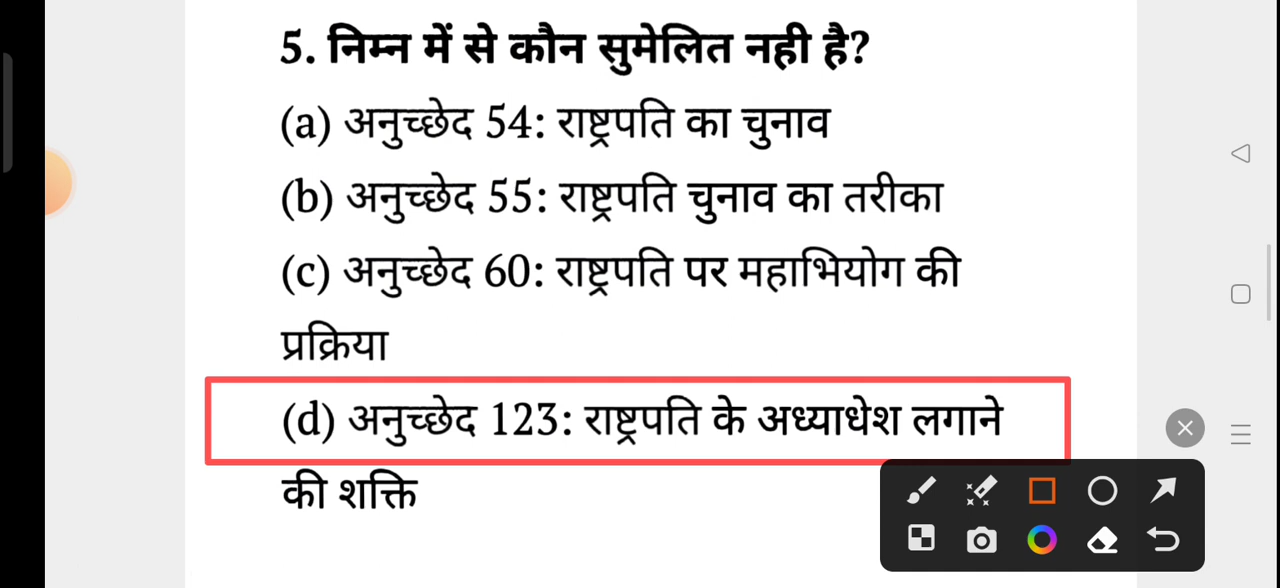 5. निम्न में से कौन सुमेलित नही है?
(a) अनुच्छेद 54: राष्ट्रपति का चुनाव
(b) अनुच्छेद 55: राष्ट्रपति चुनाव का तरीका
(c) अनुच्छेद 60: राष्ट्रपति पर महाभियोग की
प्रक्रिया
(d) अनुच्छेद 123: राष्ट्रपति के अध्याधेश लगाने
की शक्ति